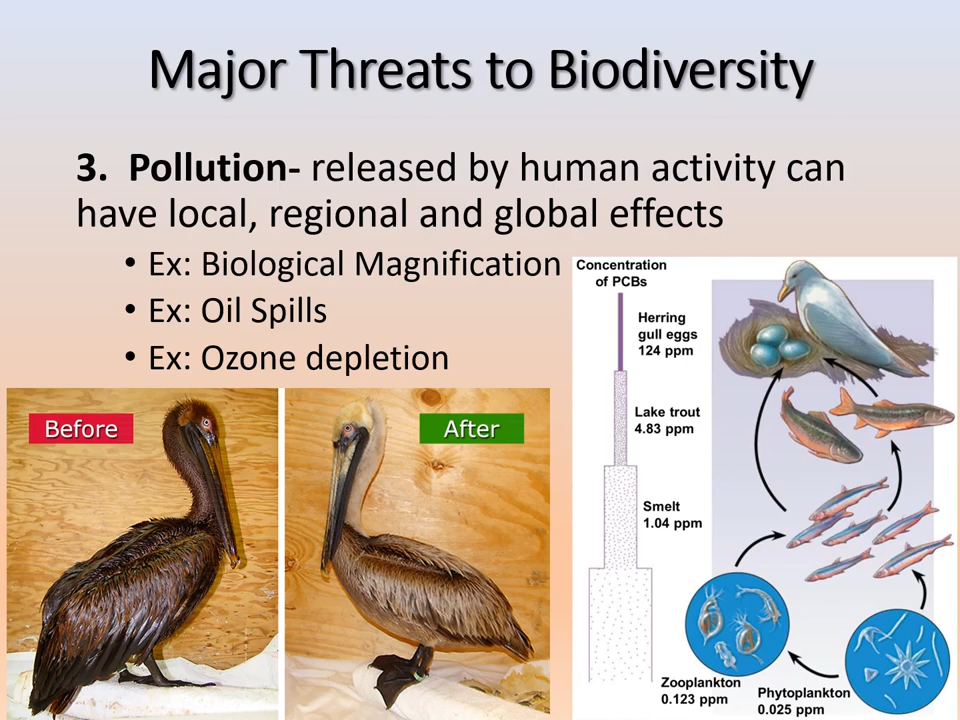 Major Threats to Biodiversity
3. Pollution- released by human activity can
have local, regional and global effects
• Ex: Biological Magnification
• Ex: Oil Spills
• Ex: Ozone depletion
Before
After
Concentration
of PCBs
Herring
gull eggs
124 ppm
Lake trout
4.83 ppm
Smelt
1.04 ppm
Zooplankton
0.123 ppm
Phytoplankton
0.025 ppm